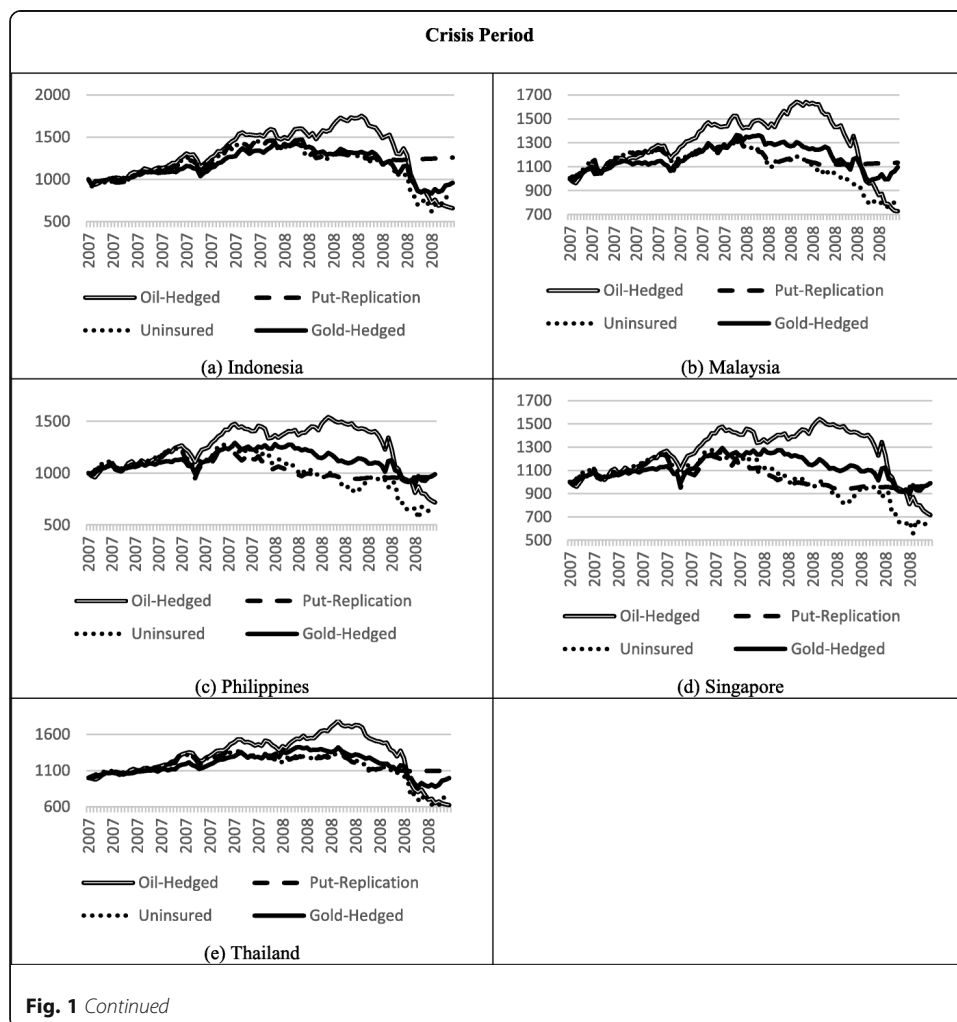 Crisis Period
2000
1500
1000
500
2007 2007 2007 2007 2007 2007 2007 2008 2008 2008 2008 2008 2008 2008 2008
Oil-Hedged Put-Replication
Uninsured Gold-Hedged
(a) Indonesia
1700
1500
1300
1100
900
700
2007 2007 2007 2007 2007 2007 2007 2008 2008 2008 2008 2008 2008 2008
Oil-Hedged Put-Replication
Uninsured Gold-Hedged
(b) Malaysia
1500
1000
500
2007 2007 2007 2007 2007 2007 2007 2008 2008 2008 2008 2008 2008 2008 2008
Oil-Hedged Put-Replication
Uninsured Gold-Hedged
(c) Philippines
1700
1500
1300
1100
900
700
500
2007 2007 2007 2007 2007 2007 2007 2008 2008 2008 2008 2008 2008 2008 2008
Oil-Hedged Put-Replication
Uninsured Gold-Hedged
(d) Singapore
1600
1100
600
2007 2007 2007 2007 2007 2007 2007 2008 2008 2008 2008 2008 2008 2008 2008
Oil-Hedged Put-Replication
Uninsured Gold-Hedged
(e) Thailand
Fig. 1 Continued